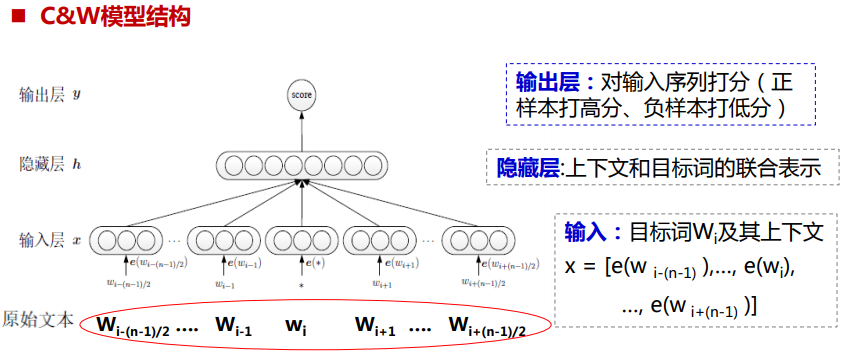 ■ C&W模型结构
输出层 y
score
输出层：对输入序列打分（正
样本打高分、负样本打低分）
隐藏层 h
隐藏层:上下文和目标词的联合表示
输入层 x
… …
e(wi−(n−1)/2) e(wi−1) e(∗) e(wi+1) e(wi+(n−1)/2)
wi−(n−1)/2 wi−1 ∗ wi+1 wi+(n−1)/2
输入：目标词Wi及其上下文
x = [e(w i-(n-1) ),…, e(wi),
…, e(w i+(n-1) )]
原始文本 Wi-(n-1)/2 …. Wi-1 wi Wi+1 …. Wi+(n-1)/2